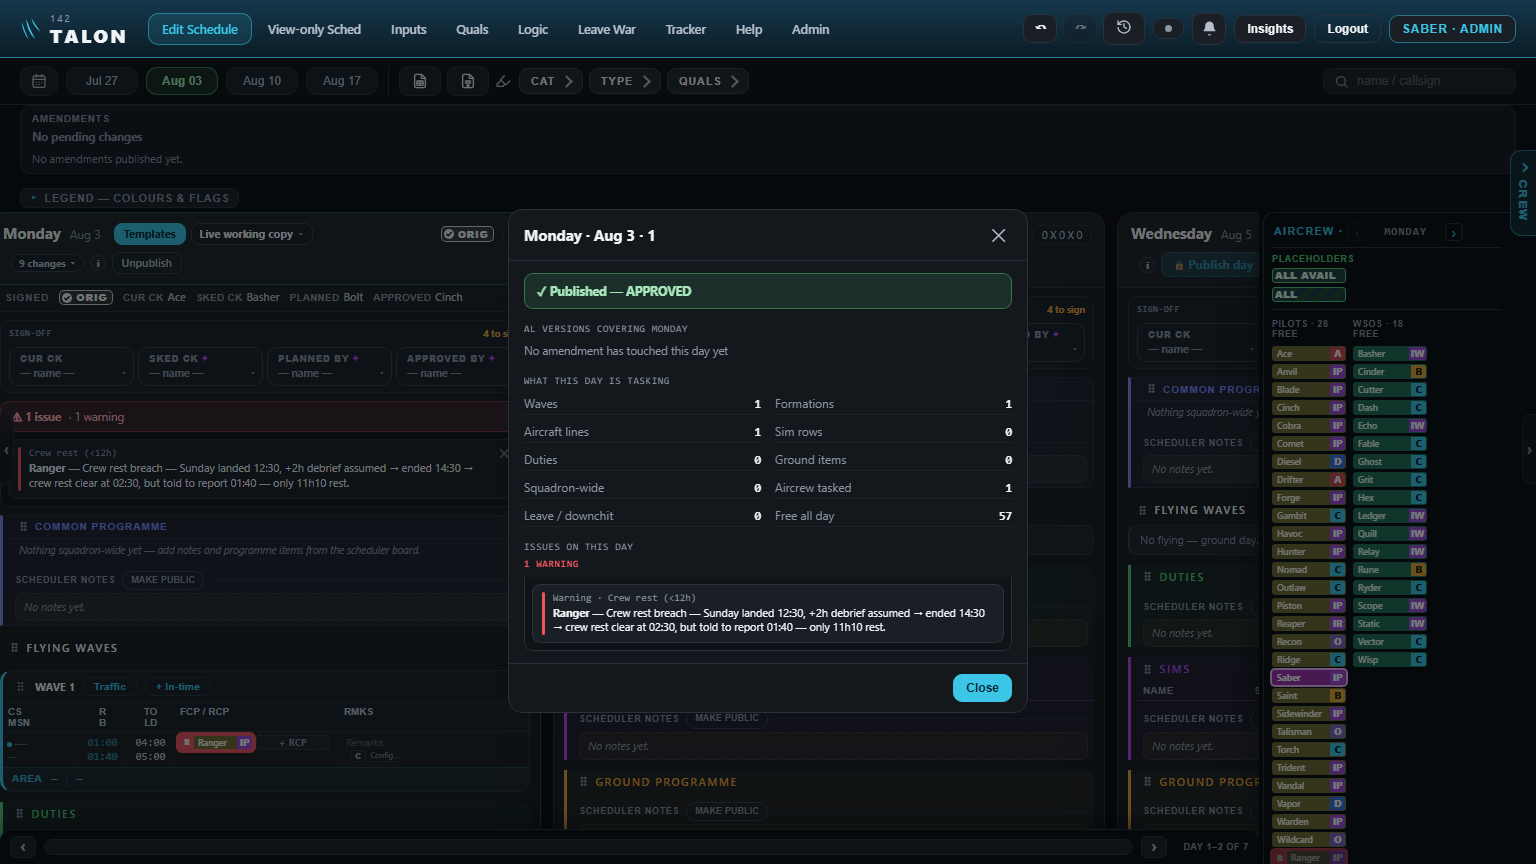 142
TALON
Edit Schedule
View-only Sched
Inputs
Quals
Logic
Leave War
Tracker
Help
Admin
Insights
Logout
SABER · ADMIN
Jul 27
Aug 03
Aug 10
Aug 17
CAT
TYPE
QUALS
name / callsign
AMENDMENTS
No pending changes
No amendments published yet.
LEGEND — COLOURS & FLAGS
CREW
Monday Aug 3
Templates
Live working copy
ORIG
9 changes
i
Unpublish
SIGNED ORIG CUR CK Ace SKED CK Basher PLANNED Bolt APPROVED Cinch
SIGN-OFF
4 to si
CUR CK
— name —
SKED CK
— name —
PLANNED BY
— name —
APPROVED BY
— name —
1 issue · 1 warning
Crew rest (<12h)
Ranger — Crew rest breach — Sunday landed 12:30, +2h debrief assumed → ended 14:30 →
crew rest clear at 02:30, but told to report 01:40 — only 11h10 rest.
COMMON PROGRAMME
Nothing squadron-wide yet — add notes and programme items from the scheduler board.
SCHEDULER NOTES MAKE PUBLIC
No notes yet.
FLYING WAVES
WAVE 1
Traffic
+ In-time
CS
MSN
R
B
TO
LD
FCP / RCP
RMKS
01:00
01:40
04:00
05:00
R Ranger IP
+ RCP
Remarks
C Config...
AREA – –
DUTIES
Monday · Aug 3 · 1
✓ Published — APPROVED
AL VERSIONS COVERING MONDAY
No amendment has touched this day yet
WHAT THIS DAY IS TASKING
Waves 1
Formations 1
Aircraft lines 1
Sim rows 0
Duties 0
Ground items 0
Squadron-wide 0
Aircrew tasked 1
Leave / downchit 0
Free all day 57
ISSUES ON THIS DAY
1 WARNING
Warning · Crew rest (<12h)
Ranger — Crew rest breach — Sunday landed 12:30, +2h debrief assumed → ended 14:30
→ crew rest clear at 02:30, but told to report 01:40 — only 11h10 rest.
Close
0X0X0
4 to sign
BY
SCHEDULER NOTES MAKE PUBLIC
No notes yet.
GROUND PROGRAMME
SCHEDULER NOTES MAKE PUBLIC
Wednesday Aug 5
i
Publish day
SIGN-OFF
CUR CK
— name —
COMMON PROGR
Nothing squadron-wide y
SCHEDULER NOTES
No notes yet.
FLYING WAVES
No flying — ground day.
DUTIES
SCHEDULER NOTES
No notes yet.
SIMS
NAME S
SCHEDULER NOTES
No notes yet.
GROUND PROGR
SCHEDULER NOTES
AIRCREW ·
MONDAY
PLACEHOLDERS
ALL AVAIL
ALL
PILOTS · 28
FREE
WSOS · 18
FREE
Ace A
Anvil IP
Blade IP
Cinch IP
Cobra IP
Comet IP
Diesel D
Drifter A
Forge IP
Gambit C
Havoc IP
Hunter IP
Nomad C
Outlaw C
Piston IP
Reaper IR
Recon O
Ridge C
Saber IP
Saint B
Sidewinder IP
Talisman O
Torch C
Trident IP
Vandal IP
Vapor D
Warden IP
Wildcard O
R Ranger IP
Basher IW
Cinder B
Cutter C
Dash C
Echo IW
Fable C
Ghost C
Grit C
Hex C
Ledger IW
Quill IW
Relay IW
Rune B
Ryder C
Scope IW
Static IW
Vector C
Wisp C
DAY 1–2 OF 7